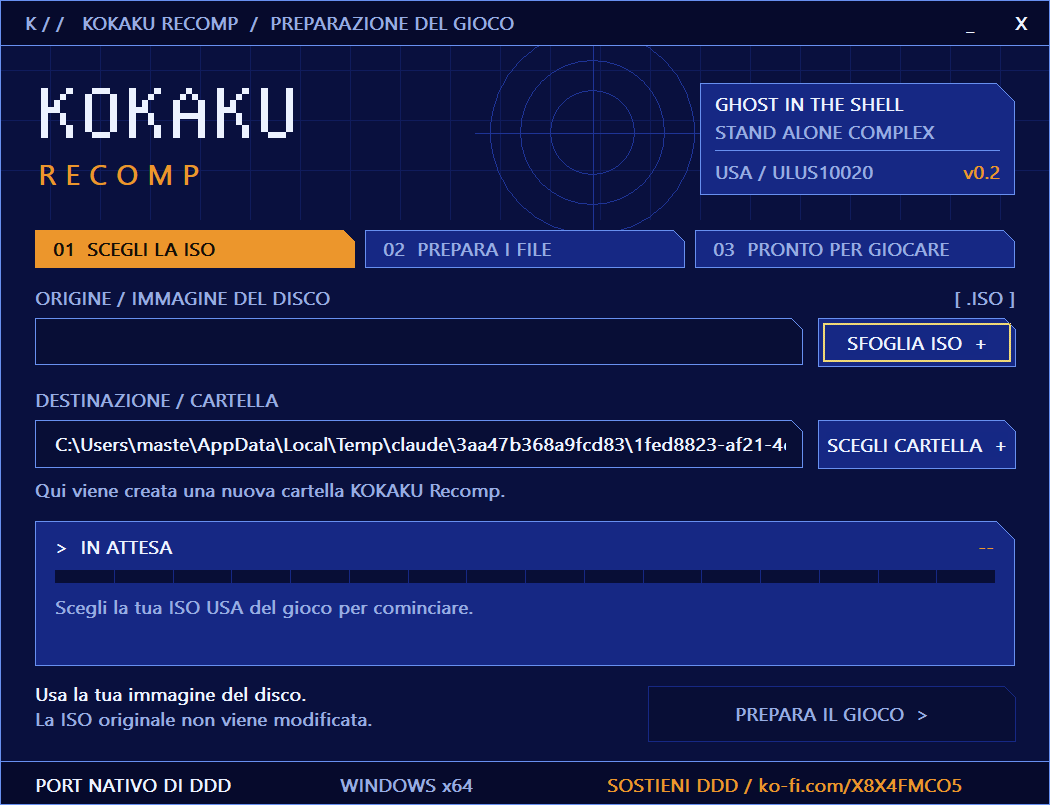 K// KOKAKU RECOMP / PREPARAZIONE DEL GIOCO _ X
KOKAKU
RECOMP
GHOST IN THE SHELL
STAND ALONE COMPLEX
USA / ULUS10020 v0.2
01 SCEGLI LA ISO
02 PREPARA I FILE
03 PRONTO PER GIOCARE
ORIGINE / IMMAGINE DEL DISCO [ .ISO ]
SFOGLIA ISO +
DESTINAZIONE / CARTELLA
C:\Users\maste\AppData\Local\Temp\claude\3aa47b368a9fcd83\1fed8823-af21-4
SCEGLI CARTELLA +
Qui viene creata una nuova cartella KOKAKU Recomp.
> IN ATTESA --
Scegli la tua ISO USA del gioco per cominciare.
Usa la tua immagine del disco.
La ISO originale non viene modificata.
PREPARA IL GIOCO >
PORT NATIVO DI DDD WINDOWS x64 SOSTIENI DDD / ko-fi.com/X8X4FMCO5